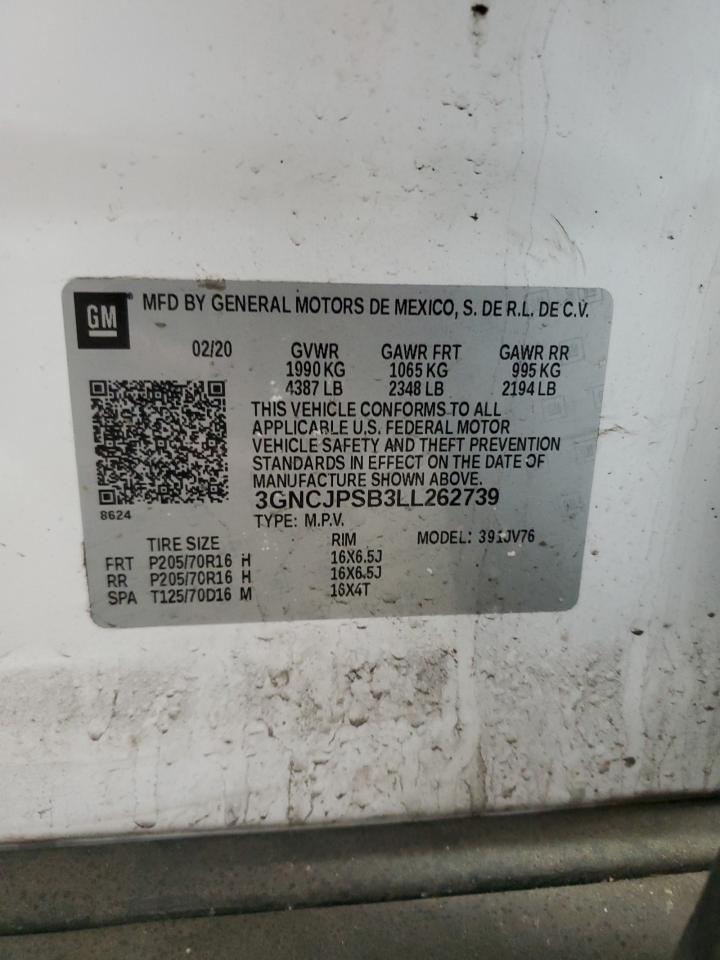 GM
MFD BY GENERAL MOTORS DE MEXICO, S. DE R.L. DE C.V.
02/20 GVWR GAWR FRT GAWR RR
1990 KG 1065 KG 995 KG
4387 LB 2348 LB 2194 LB
THIS VEHICLE CONFORMS TO ALL
APPLICABLE U.S. FEDERAL MOTOR
VEHICLE SAFETY AND THEFT PREVENTION
STANDARDS IN EFFECT ON THE DATE OF
MANUFACTURE SHOWN ABOVE.
3GNCJPSB3LL262739
8624
TYPE: M.P.V.
TIRE SIZE RIM MODEL: 391JV76
FRT P205/70R16 H 16X6.5J
RR P205/70R16 H 16X6.5J
SPA T125/70D16 M 16X4T